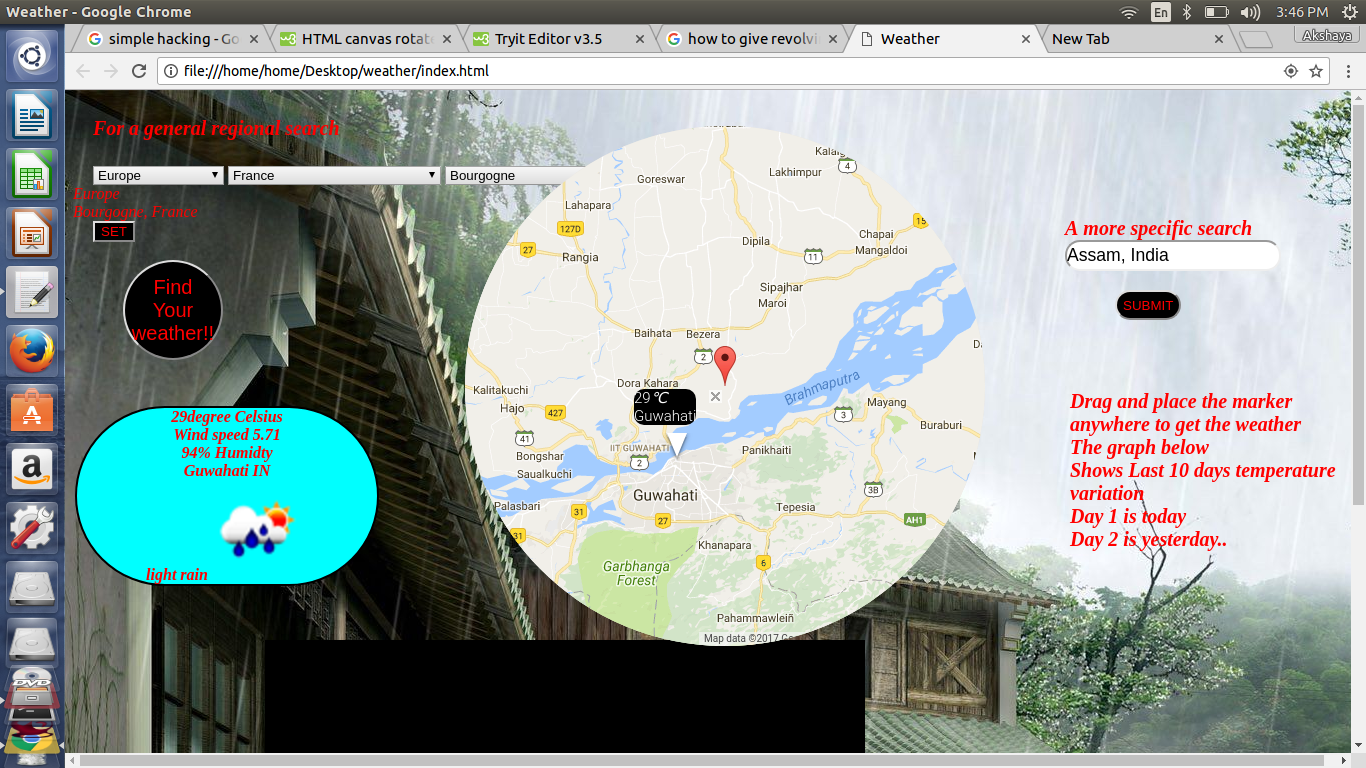 Weather - Google Chrome
En
3:46 PM
simple hacking - Go
HTML canvas rotate
Tryit Editor v3.5
how to give revolvi
Weather
New Tab
Akshaya
file:///home/home/Desktop/weather/index.html
For a general regional search
Europe
France
Bourgogne
Europe
Bourgogne, France
SET
Find
Your
weather!!
29degree Celsius
Wind speed 5.71
94% Humidty
Guwahati IN
light rain
Goreswar
Lakhimpur
4
Lahapara
127D
15
27
Rangia
Dipila
Chapai
Mangaldoi
11
Sipajhar
Maroi
Baihata
Bezera
2
Dora Kahara
Kalitakuchi
Hajo
427
29℃
Guwahati
Brahmaputra
Mayang
3
Buraburi
41
IIT GUWAHATI
2
Bongshar
Saualkuchi
Panikhaiti
Palasbari
31
Guwahati
3B
Tepesia
27
AH1
31
Khanapara
Garbhanga
Forest
6
Pahammawleiñ
Map data ©2017
A more specific search
Assam, India
SUBMIT
Drag and place the marker
anywhere to get the weather
The graph below
Shows Last 10 days temperature
variation
Day 1 is today
Day 2 is yesterday..